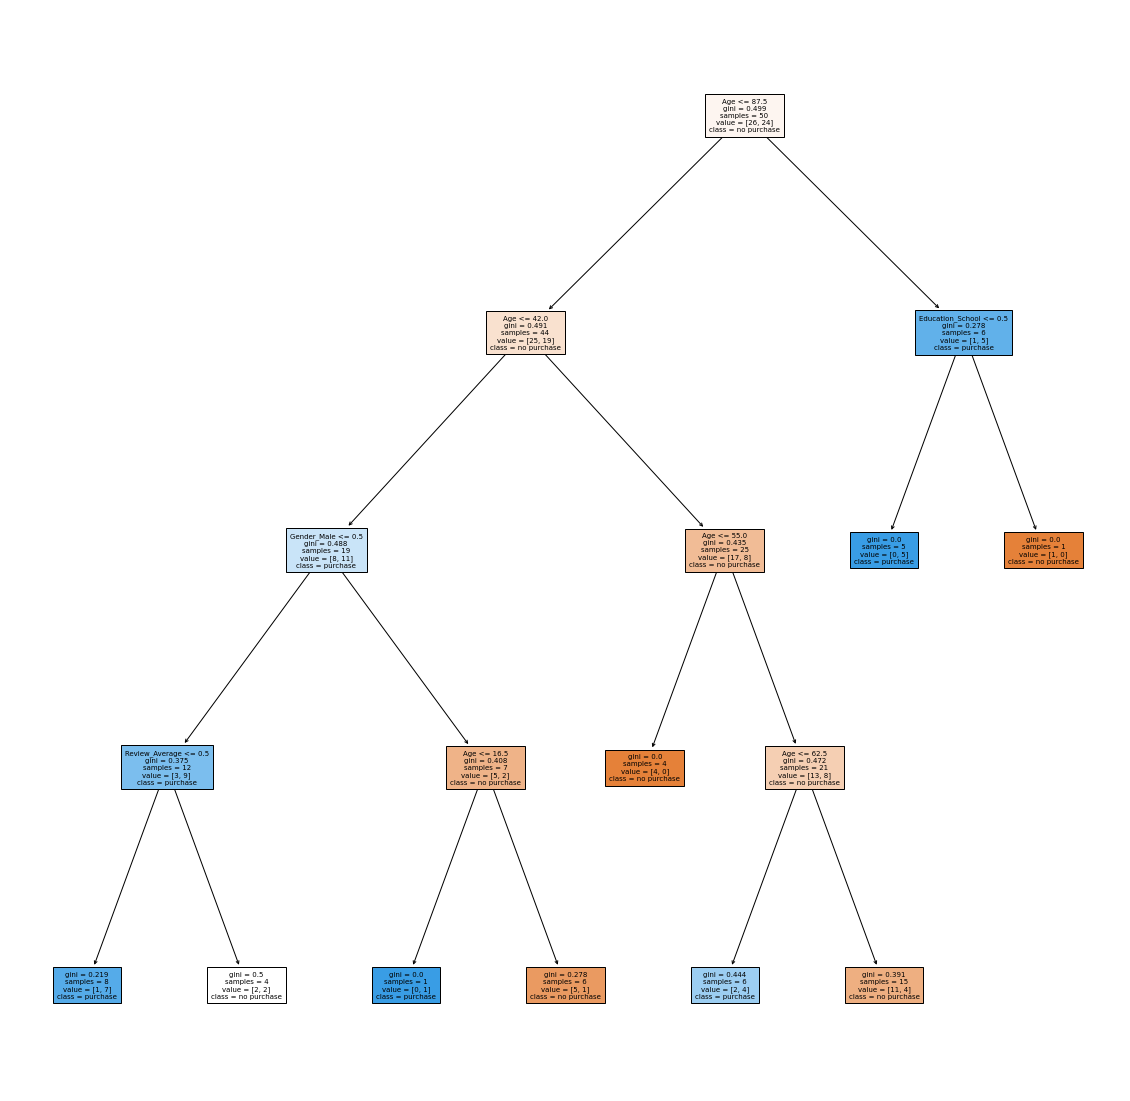 Age <= 87.5
gini = 0.499
samples = 50
value = [26, 24]
class = no purchase
Age <= 42.0
gini = 0.491
samples = 44
value = [25, 19]
class = no purchase
Education_School <= 0.5
gini = 0.278
samples = 6
value = [1, 5]
class = purchase
Gender_Male <= 0.5
gini = 0.488
samples = 19
value = [8, 11]
class = purchase
Age <= 55.0
gini = 0.435
samples = 25
value = [17, 8]
class = no purchase
gini = 0.0
samples = 5
value = [0, 5]
class = purchase
gini = 0.0
samples = 1
value = [1, 0]
class = no purchase
Review_Average <= 0.5
gini = 0.375
samples = 12
value = [3, 9]
class = purchase
Age <= 16.5
gini = 0.408
samples = 7
value = [5, 2]
class = no purchase
gini = 0.0
samples = 4
value = [4, 0]
class = no purchase
Age <= 62.5
gini = 0.472
samples = 21
value = [13, 8]
class = no purchase
gini = 0.219
samples = 8
value = [1, 7]
class = purchase
gini = 0.5
samples = 4
value = [2, 2]
class = no purchase
gini = 0.0
samples = 1
value = [0, 1]
class = purchase
gini = 0.278
samples = 6
value = [5, 1]
class = no purchase
gini = 0.444
samples = 6
value = [2, 4]
class = purchase
gini = 0.391
samples = 15
value = [11, 4]
class = no purchase